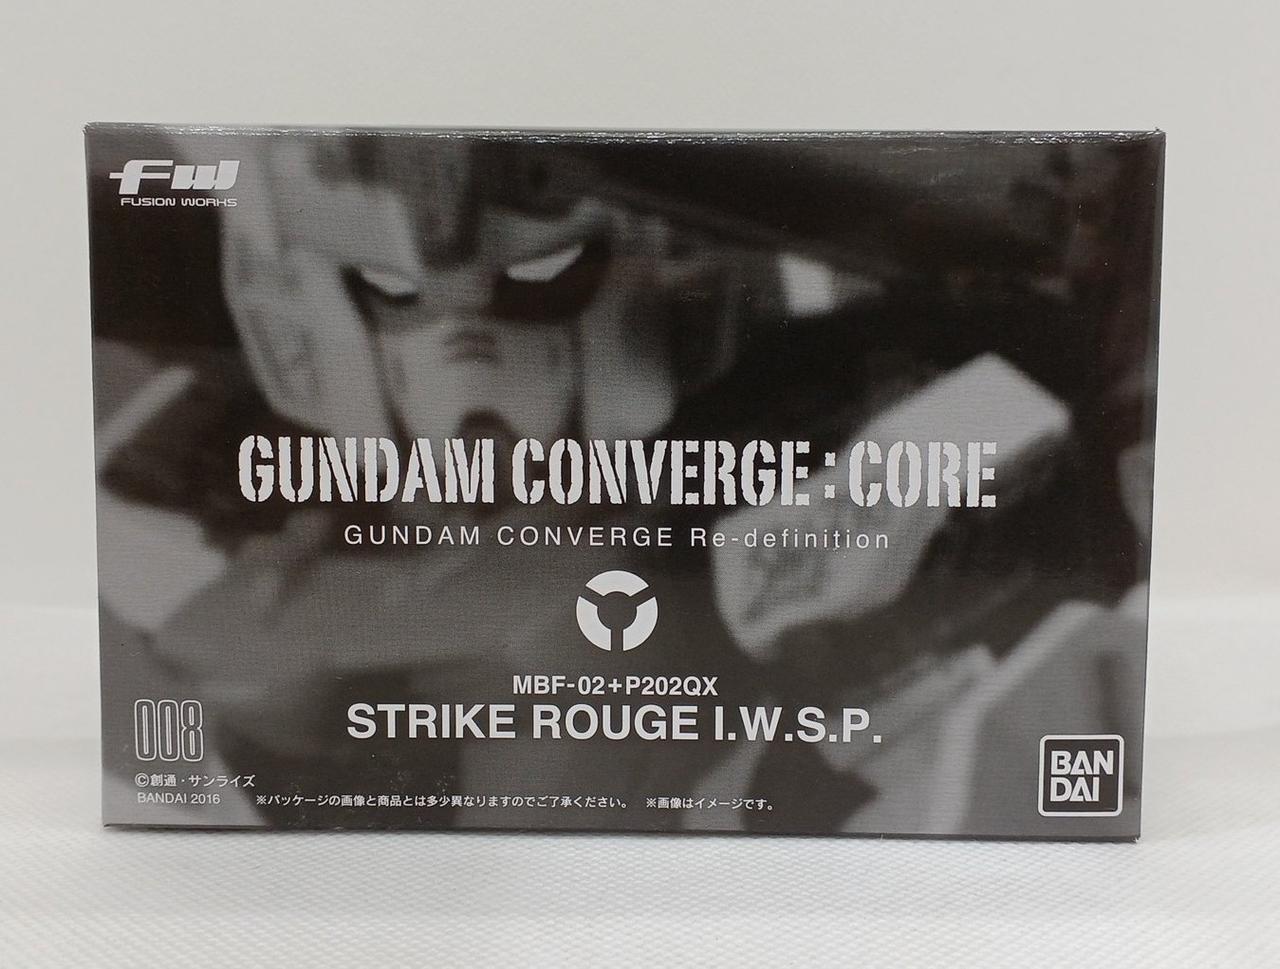 fw
FUSION WORKS
GUNDAM CONVERGE:CORE
GUNDAM CONVERGE Re-definition
MBF-02+P202QX
STRIKE ROUGE I.W.S.P.
008
©創通・サンライズ
BANDAI 2016
※パッケージの画像と商品とは多少異なりますのでご了承ください。 ※画像はイメージです。
BAN
DAI